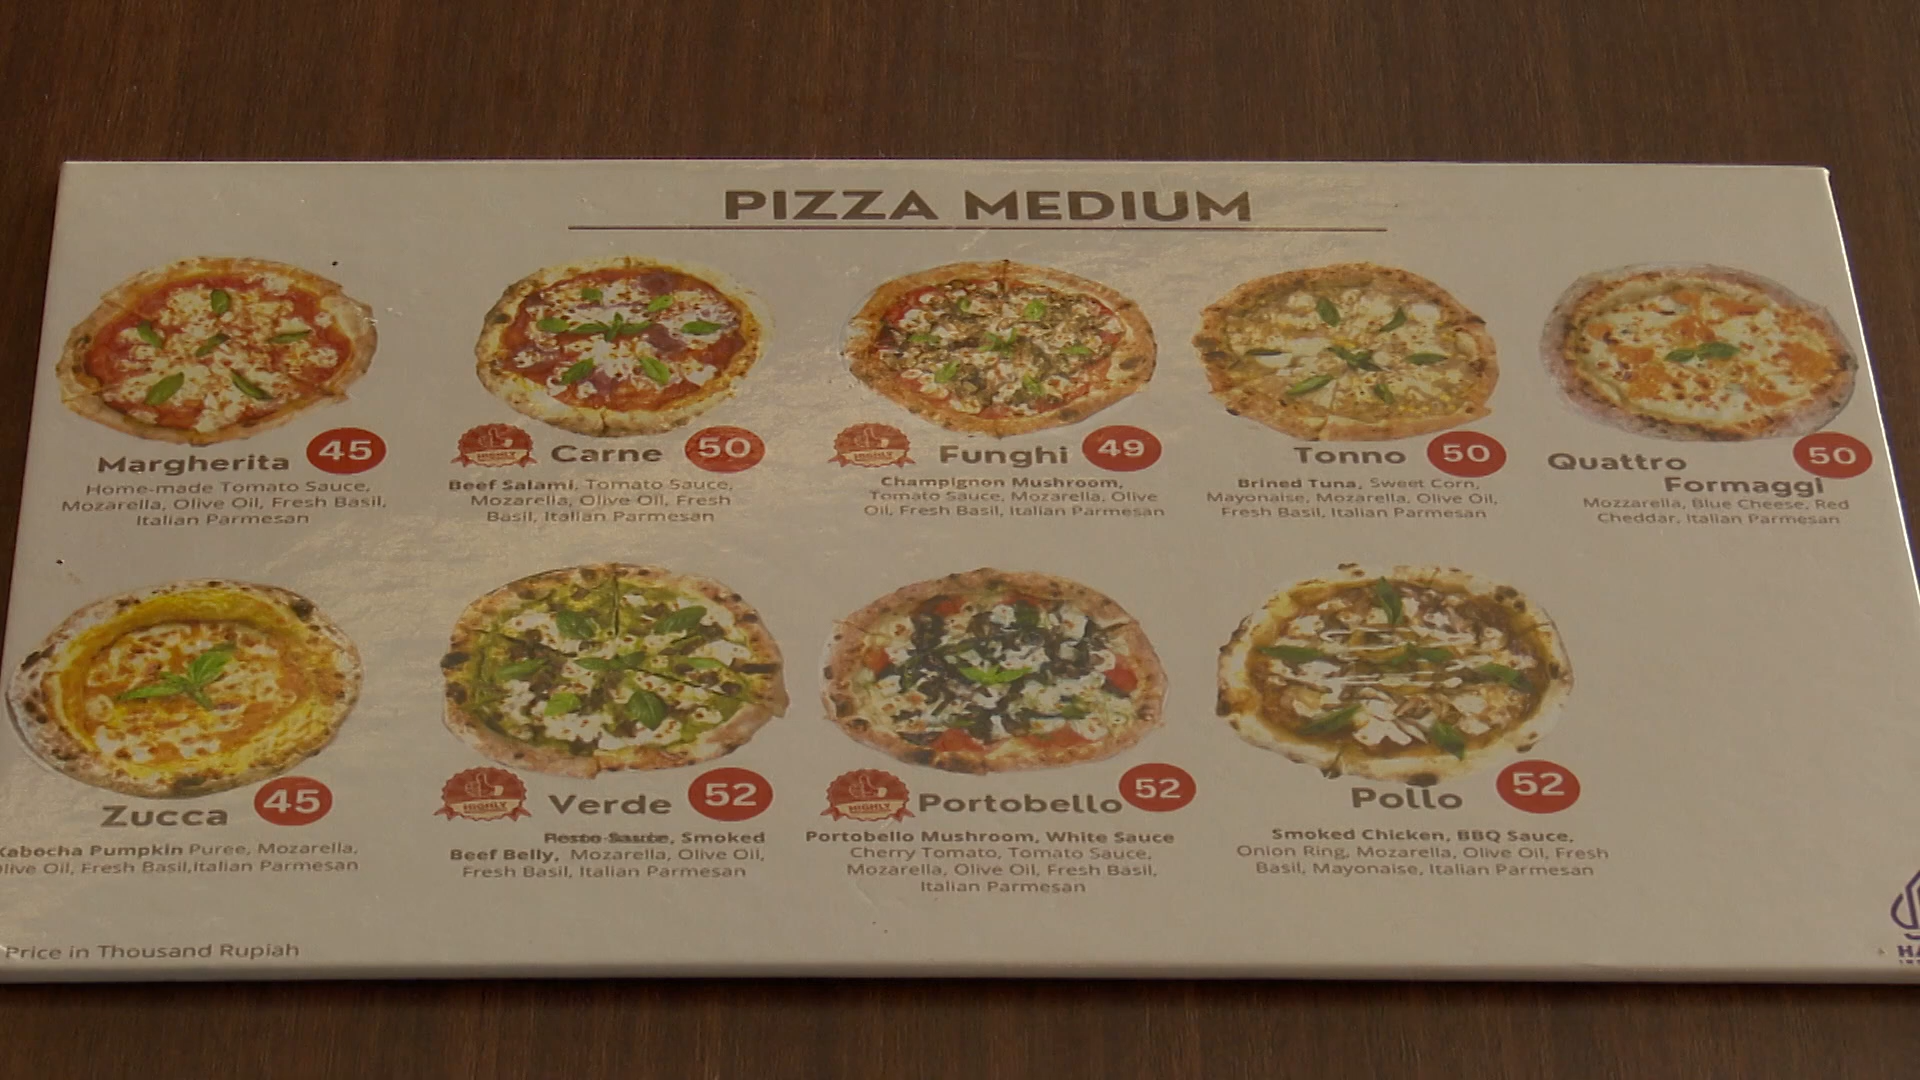 PIZZA MEDIUM
Margherita 45
Home-made Tomato Sauce,
Mozarella, Olive Oil, Fresh Basil,
Italian Parmesan
HIGHLY
Carne 50
Beef Salami, Tomato Sauce,
Mozarella, Olive Oil, Fresh
Basil, Italian Parmesan
HIGHLY
Funghi 49
Champignon Mushroom,
Tomato Sauce, Mozarella, Olive
Oil, Fresh Basil, Italian Parmesan
Tonno 50
Brined Tuna, Sweet Corn,
Mayonaise, Mozarella, Olive Oil,
Fresh Basil, Italian Parmesan
Quattro 50
Formaggi
Mozzarella, Blue Cheese, Red
Cheddar, Italian Parmesan
Zucca 45
Kabocha Pumpkin Puree, Mozarella,
Olive Oil, Fresh Basil,Italian Parmesan
HIGHLY
Verde 52
Sauce, Smoked
Beef Belly, Mozarella, Olive Oil,
Fresh Basil, Italian Parmesan
HIGHLY
Portobello 52
Portobello Mushroom, White Sauce
Cherry Tomato, Tomato Sauce,
Mozarella, Olive Oil, Fresh Basil,
Italian Parmesan
Pollo 52
Smoked Chicken, BBQ Sauce,
Onion Ring, Mozarella, Olive Oil, Fresh
Basil, Mayonaise, Italian Parmesan
Price in Thousand Rupiah